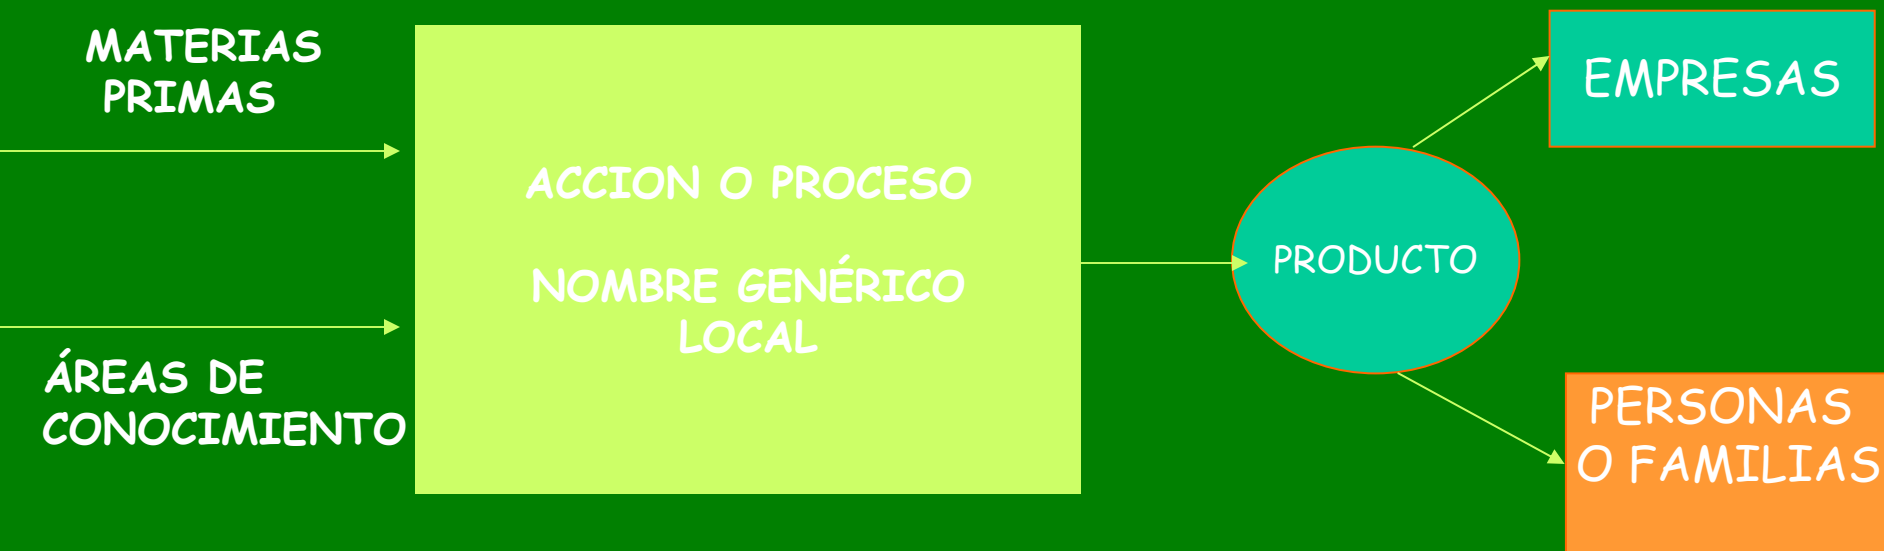 MATERIAS
PRIMAS
ÁREAS DE
CONOCIMIENTO
ACCION O PROCESO
NOMBRE GENÉRICO
LOCAL
PRODUCTO
EMPRESAS
PERSONAS
O FAMILIAS